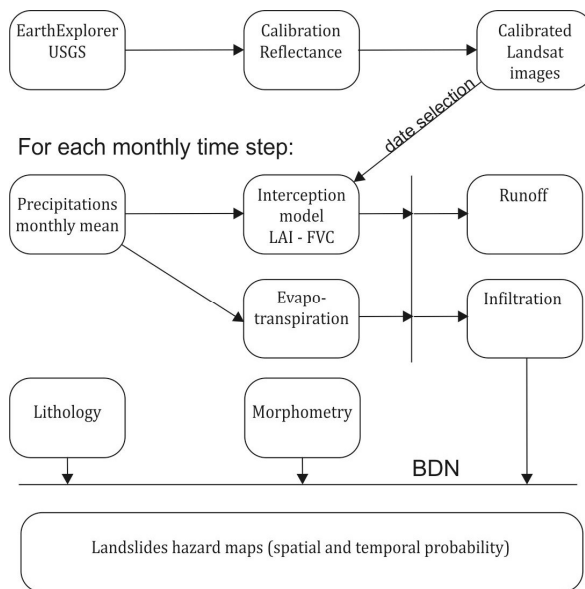 EarthExplorer
USGS
Calibration
Reflectance
Calibrated
Landsat
images
date selection
For each monthly time step:
Precipitations
monthly mean
Interception
model
LAI - FVC
Runoff
Evapo-
transpiration
Infiltration
Lithology
Morphometry
BDN
Landslides hazard maps (spatial and temporal probability)